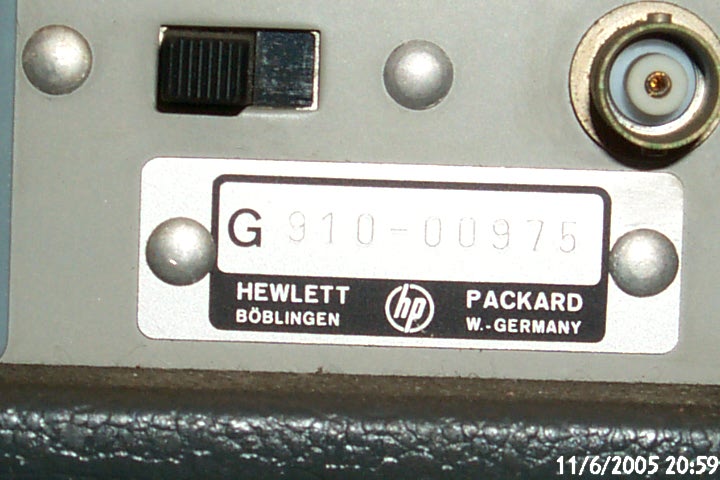 G 910-00975
HEWLETT hp PACKARD
BÖBLINGEN W.-GERMANY
11/6/2005 20:59